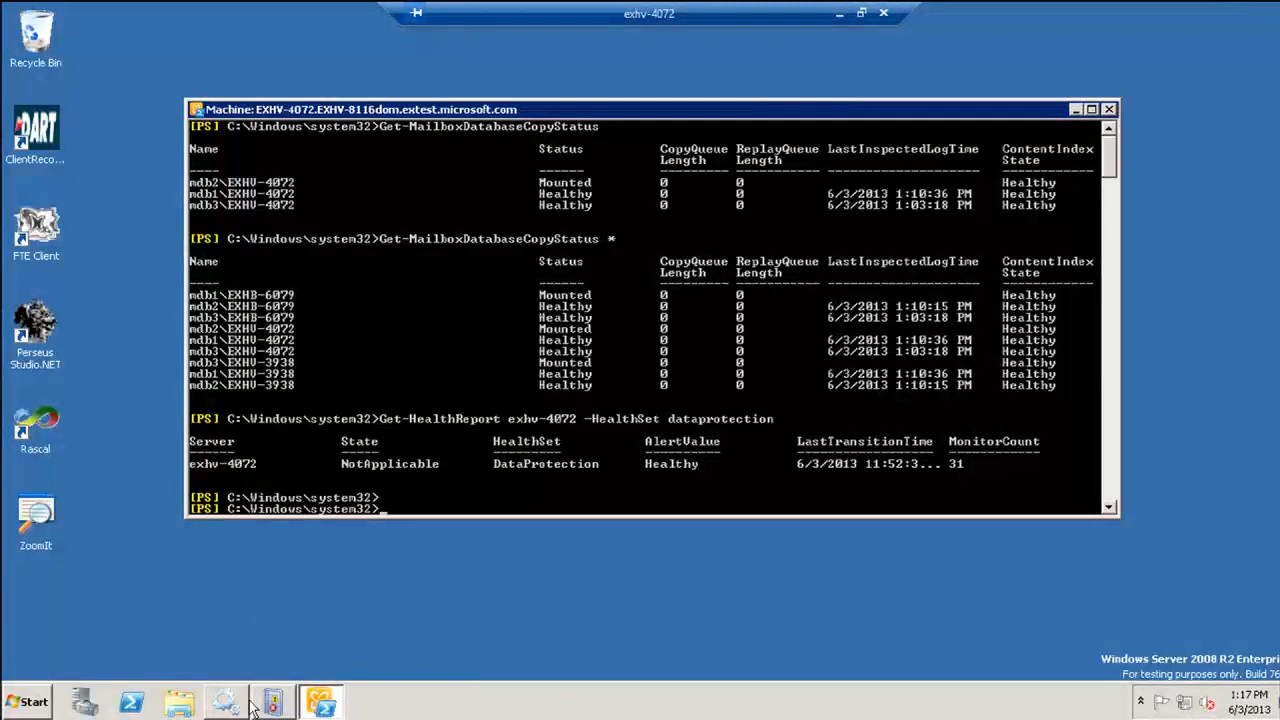 exhv-4072
Recycle Bin
DART
ClientReco...
FTE Client
Perseus
Studio.NET
Rascal
ZoomIt
Machine: EXHV-4072.EXHV-8116dom.extest.microsoft.com
[PS] C:\Windows\system32>Get-MailboxDatabaseCopyStatus
Name Status CopyQueue ReplayQueue LastInspectedLogTime ContentIndex
Length Length State
---- ------ --------- ----------- -------------------- ------------
mdb2\EXHV-4072 Mounted 0 0 Healthy
mdb1\EXHV-4072 Healthy 0 0 6/3/2013 1:10:36 PM Healthy
mdb3\EXHV-4072 Healthy 0 0 6/3/2013 1:03:18 PM Healthy
[PS] C:\Windows\system32>Get-MailboxDatabaseCopyStatus *
Name Status CopyQueue ReplayQueue LastInspectedLogTime ContentIndex
Length Length State
---- ------ --------- ----------- -------------------- ------------
mdb1\EXHB-6079 Mounted 0 0 Healthy
mdb2\EXHB-6079 Healthy 0 0 6/3/2013 1:10:15 PM Healthy
mdb3\EXHB-6079 Healthy 0 0 6/3/2013 1:03:18 PM Healthy
mdb2\EXHV-4072 Mounted 0 0 Healthy
mdb1\EXHV-4072 Healthy 0 0 6/3/2013 1:10:36 PM Healthy
mdb3\EXHV-4072 Healthy 0 0 6/3/2013 1:03:18 PM Healthy
mdb3\EXHV-3938 Mounted 0 0 Healthy
mdb1\EXHV-3938 Healthy 0 0 6/3/2013 1:10:36 PM Healthy
mdb2\EXHV-3938 Healthy 0 0 6/3/2013 1:10:15 PM Healthy
[PS] C:\Windows\system32>Get-HealthReport exhv-4072 -HealthSet dataprotection
Server State HealthSet AlertValue LastTransitionTime MonitorCount
------ ----- --------- ---------- ------------------ ------------
exhv-4072 NotApplicable DataProtection Healthy 6/3/2013 11:52:3... 31
[PS] C:\Windows\system32>
[PS] C:\Windows\system32>_
Windows Server 2008 R2 Enterpri
For testing purposes only. Build 76
Start
1:17 PM
6/3/2013